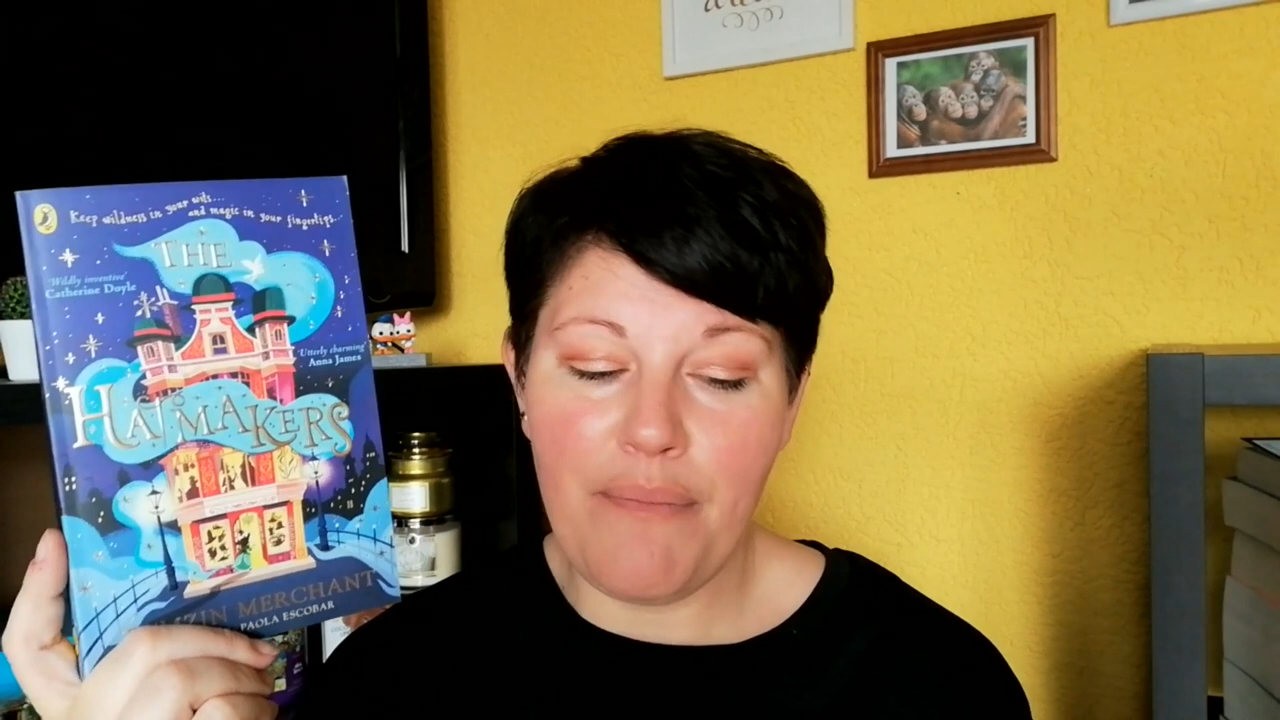 Keep wildness in your wits...
and magic in your fingertips...
THE
'Wildly inventive'
Catherine Doyle
'Utterly charming'
Anna James
HATMAKERS
MERCHANT
PAOLA ESCOBAR